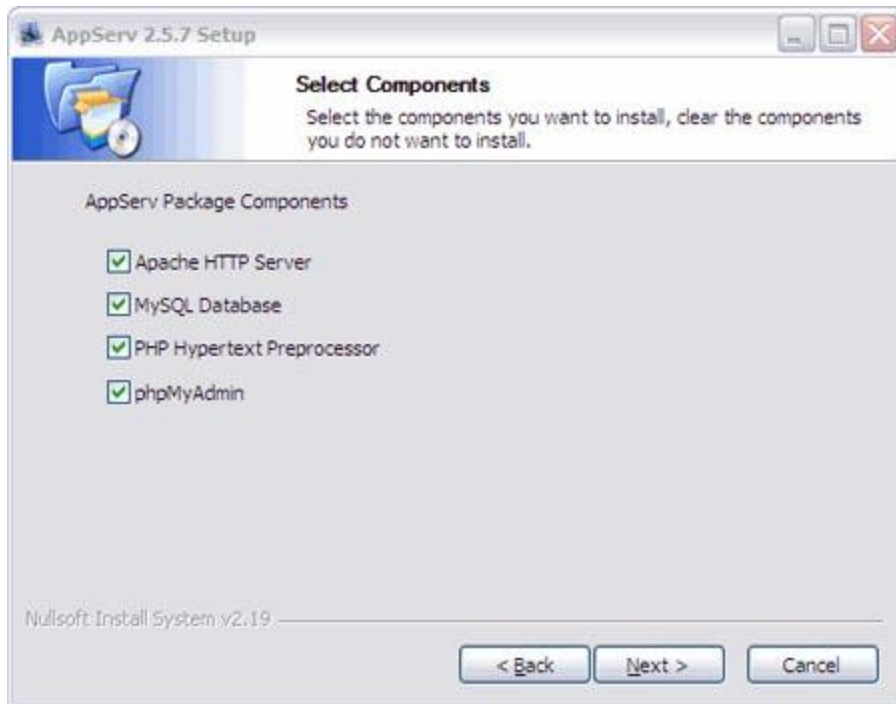 AppServ 2.5.7 Setup
Select Components
Select the components you want to install, clear the components
you do not want to install.
AppServ Package Components
Apache HTTP Server
MySQL Database
PHP Hypertext Preprocessor
phpMyAdmin
Nullsoft Install System v2.19
< Back
Next >
Cancel